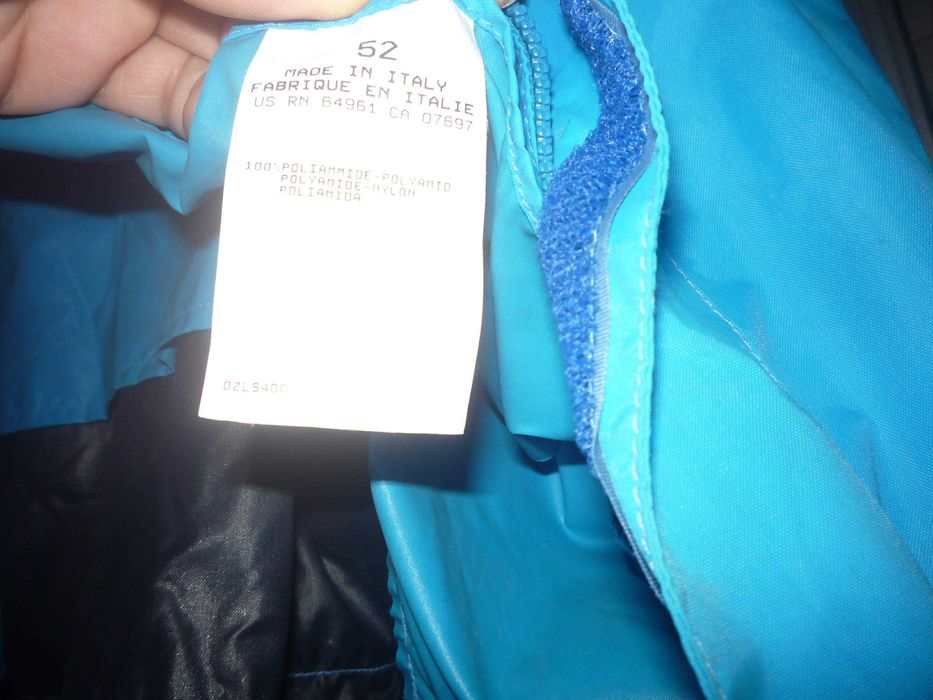 52
MADE IN ITALY
FABRIQUE EN ITALIE
US RN 64961 CA 07697
100%POLIAMMIDE-POLYAMID
POLYAMIDE-NYLON
POLIAMIDA
02LS400